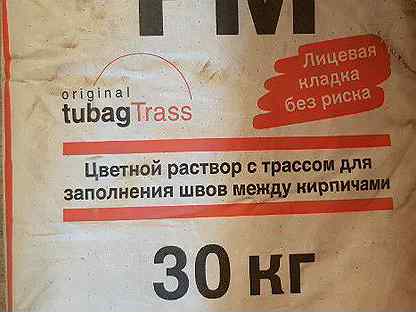 FM
Лицевая
кладка
без риска
original
tubagTrass
Цветной раствор с трассом для
заполнения швов между кирпичами
30 кг